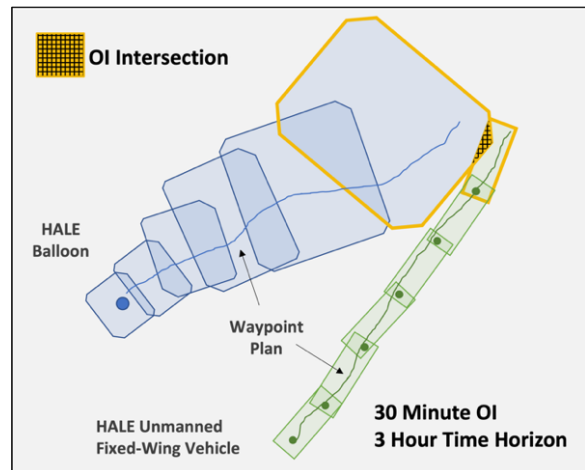 OI Intersection
HALE
Balloon
Waypoint
Plan
HALE Unmanned
Fixed-Wing Vehicle
30 Minute OI
3 Hour Time Horizon